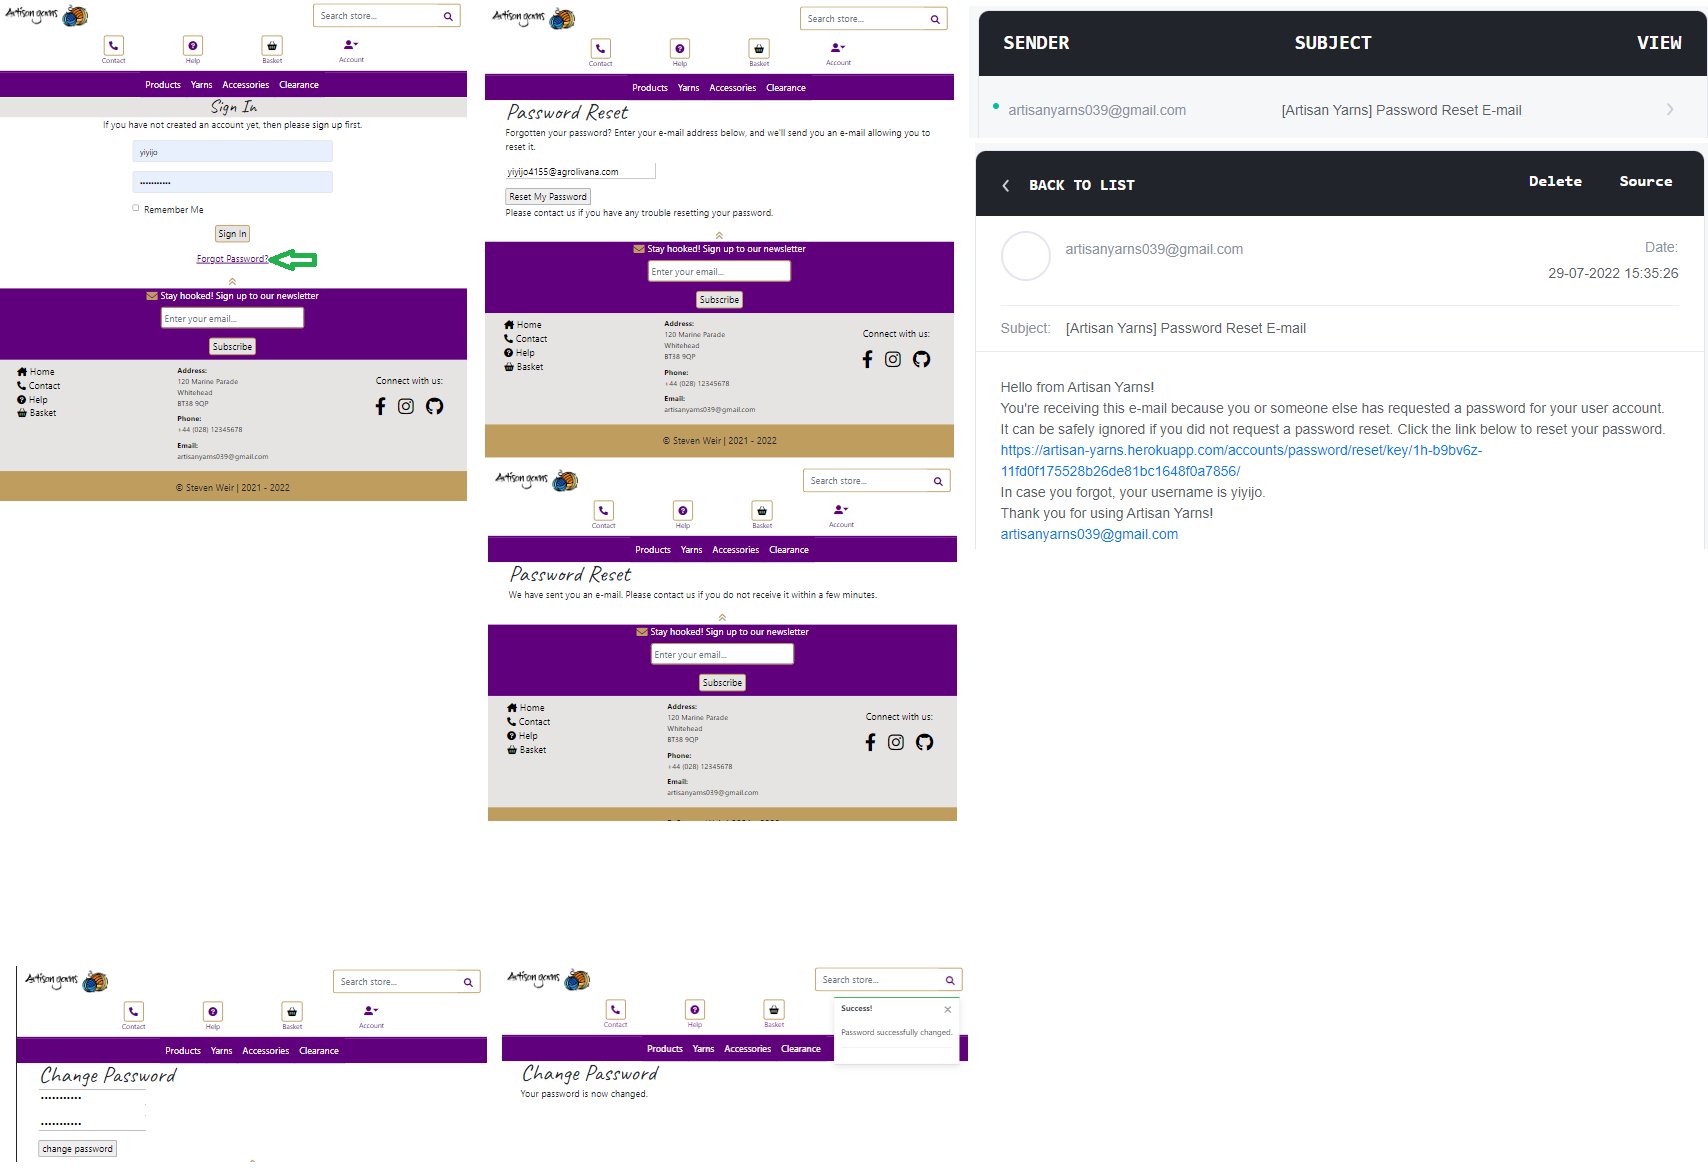 Artisan yarns
Search store...
Contact
Help
Basket
Account
Products Yarns Accessories Clearance
Sign In
If you have not created an account yet, then please sign up first.
yiyijo
•••••••••••
Remember Me
Sign In
Forgot Password?
Stay hooked! Sign up to our newsletter
Enter your email...
Subscribe
Home
Contact
Help
Basket
Address:
120 Marine Parade
Whitehead
BT38 9QP
Phone:
+44 (028) 12345678
Email:
artisanyarns039@gmail.com
Connect with us:
© Steven Weir | 2021 - 2022
Artisan yarns
Search store...
Contact
Help
Basket
Account
Products Yarns Accessories Clearance
Password Reset
Forgotten your password? Enter your e-mail address below, and we'll send you an e-mail allowing you to
reset it.
yiyijo4155@agrolivana.com
Reset My Password
Please contact us if you have any trouble resetting your password.
Stay hooked! Sign up to our newsletter
Enter your email...
Subscribe
Home
Contact
Help
Basket
Address:
120 Marine Parade
Whitehead
BT38 9QP
Phone:
+44 (028) 12345678
Email:
artisanyarns039@gmail.com
Connect with us:
© Steven Weir | 2021 - 2022
Artisan yarns
Search store...
Contact
Help
Basket
Account
Products Yarns Accessories Clearance
Password Reset
We have sent you an e-mail. Please contact us if you do not receive it within a few minutes.
Stay hooked! Sign up to our newsletter
Enter your email...
Subscribe
Home
Contact
Help
Basket
Address:
120 Marine Parade
Whitehead
BT38 9QP
Phone:
+44 (028) 12345678
Email:
artisanyarns039@gmail.com
Connect with us:
SENDER SUBJECT VIEW
artisanyarns039@gmail.com [Artisan Yarns] Password Reset E-mail
BACK TO LIST Delete Source
artisanyarns039@gmail.com
Date:
29-07-2022 15:35:26
Subject: [Artisan Yarns] Password Reset E-mail
Hello from Artisan Yarns!
You're receiving this e-mail because you or someone else has requested a password for your user account.
It can be safely ignored if you did not request a password reset. Click the link below to reset your password.
https://artisan-yarns.herokuapp.com/accounts/password/reset/key/1h-b9bv6z-
11fd0f175528b26de81bc1648f0a7856/
In case you forgot, your username is yiyijo.
Thank you for using Artisan Yarns!
artisanyarns039@gmail.com
Artisan yarns
Search store...
Contact
Help
Basket
Account
Products Yarns Accessories Clearance
Change Password
•••••••••••
•••••••••••
change password
Artisan yarns
Search store...
Contact
Help
Basket
Success!
Password successfully changed.
Products Yarns Accessories Clearance
Change Password
Your password is now changed.